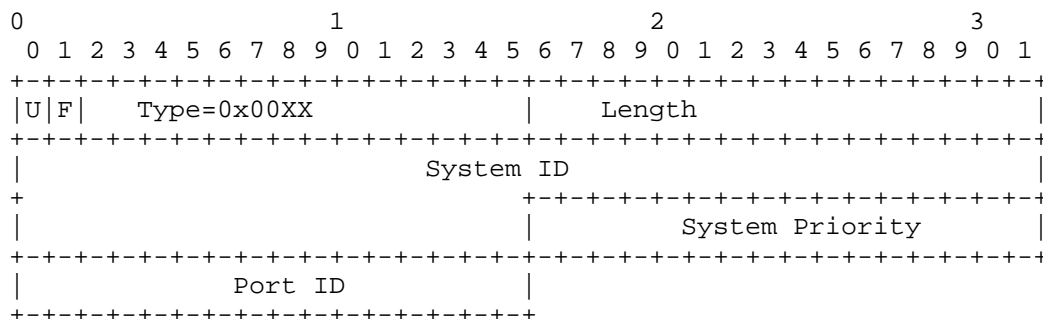 0                   1                   2                   3
 0 1 2 3 4 5 6 7 8 9 0 1 2 3 4 5 6 7 8 9 0 1 2 3 4 5 6 7 8 9 0 1
+-+-+-+-+-+-+-+-+-+-+-+-+-+-+-+-+-+-+-+-+-+-+-+-+-+-+-+-+-+-+-+-+
|U|F|   Type=0x00XX             |    Length                     |
+-+-+-+-+-+-+-+-+-+-+-+-+-+-+-+-+-+-+-+-+-+-+-+-+-+-+-+-+-+-+-+-+
|                         System ID                             |
+                               +-+-+-+-+-+-+-+-+-+-+-+-+-+-+-+-+
|                               |         System Priority       |
+-+-+-+-+-+-+-+-+-+-+-+-+-+-+-+-+-+-+-+-+-+-+-+-+-+-+-+-+-+-+-+-+
|             Port ID           |
+-+-+-+-+-+-+-+-+-+-+-+-+-+-+-+-+